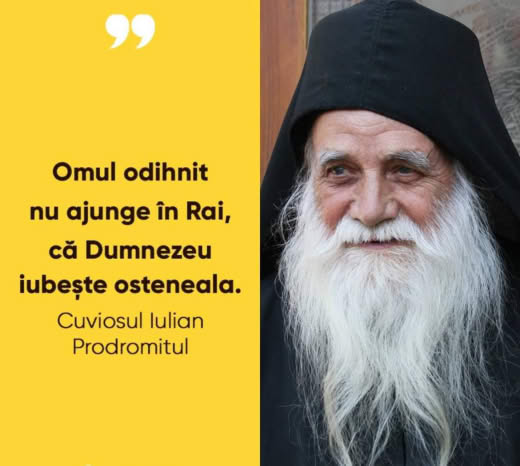 ”
Omul odihnit
nu ajunge în Rai,
că Dumnezeu
iubește osteneala.
Cuviosul Iulian
Prodromitul